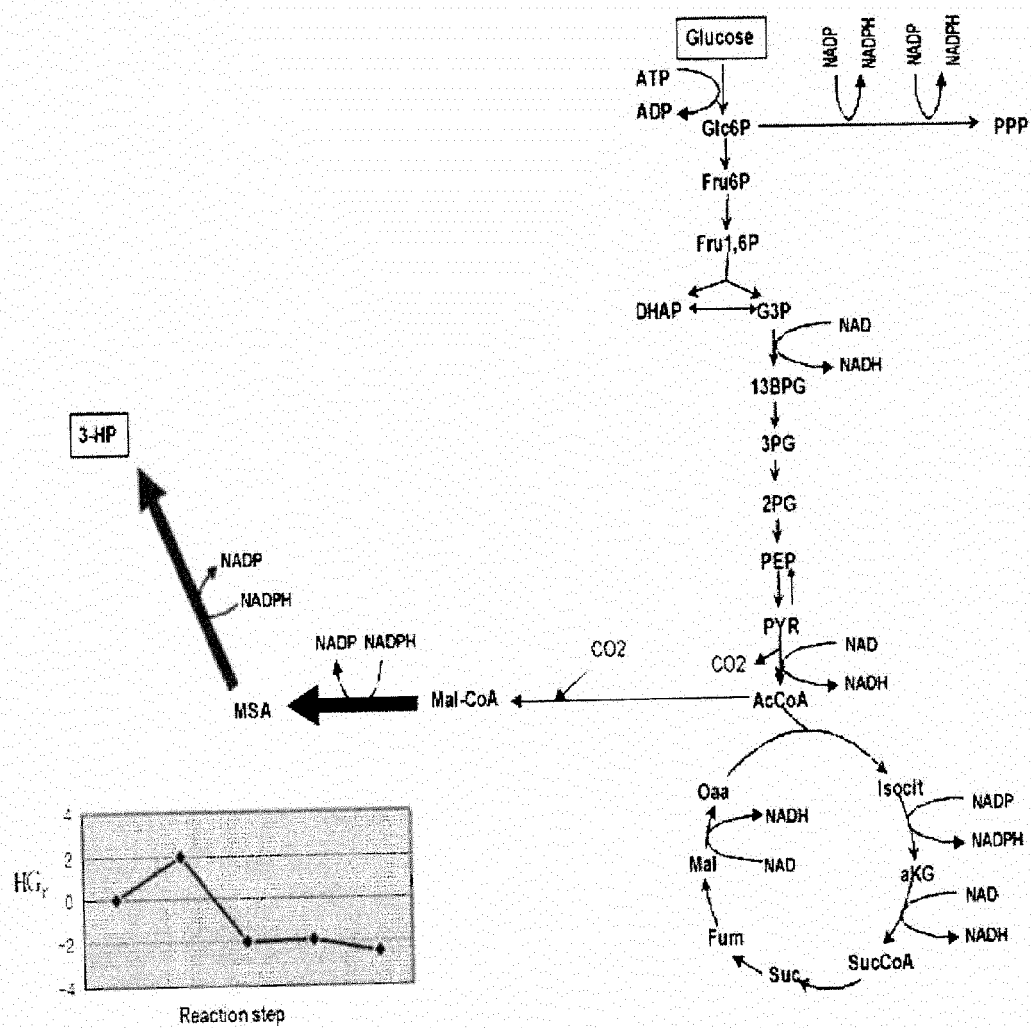 Glucose
NADP
NADPH
NADP
NADPH
ATP
ADP
Glc6P
PPP
Fru6P
Fru1,6P
DHAP
G3P
NAD
NADH
13BPG
3-HP
3PG
2PG
NADP
PEP
NADPH
PYR
NADP NADPH
CO2
NAD
CO2
NADH
MSA
Mal-CoA
AcCoA
Oaa
Isocit
NADH
NADP
NADPH
Mal
NAD
aKG
NAD
Fum
NADH
Suc
SucCoA
4
2
HGr
0
-2
-4
Reaction step